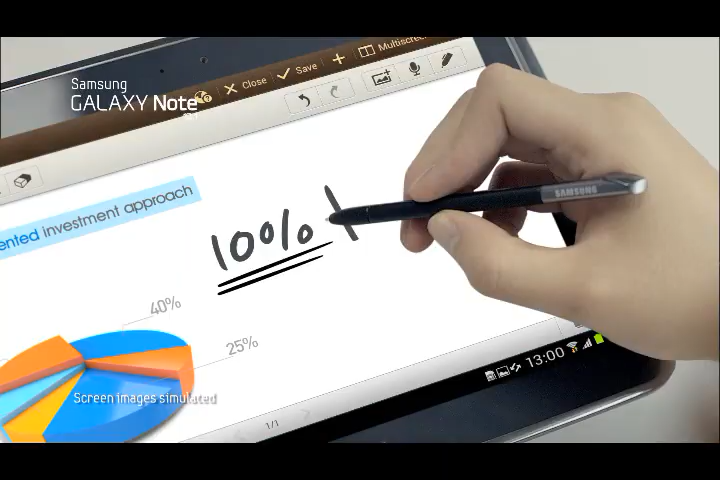 Samsung
GALAXY Note
Close
Save
Multiscreen
ented investment approach
100%
40%
25%
Screen images simulated
1/1
13:00
SAMSUNG